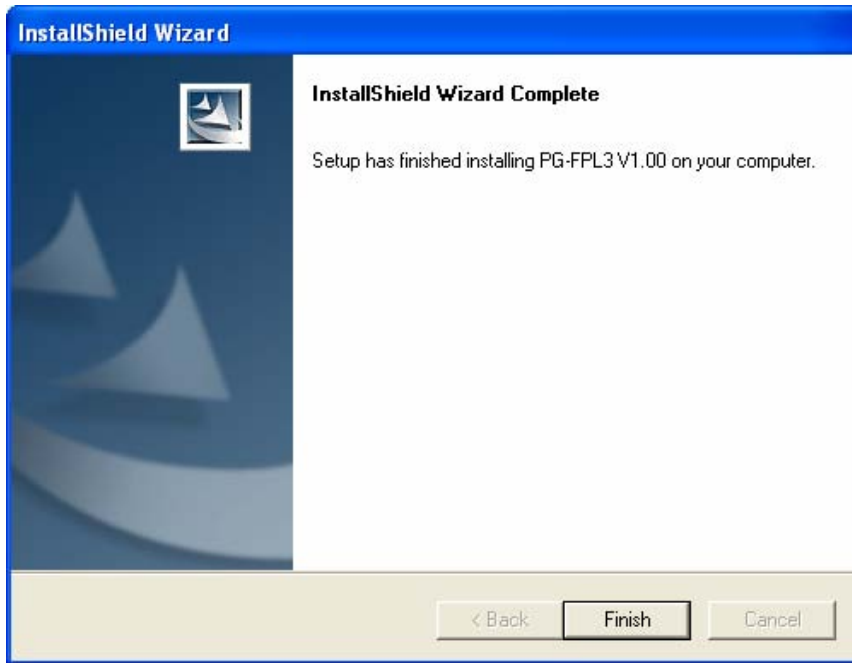 InstallShield Wizard
InstallShield Wizard Complete
Setup has finished installing PG-FPL3 V1.00 on your computer.
< Back Finish Cancel